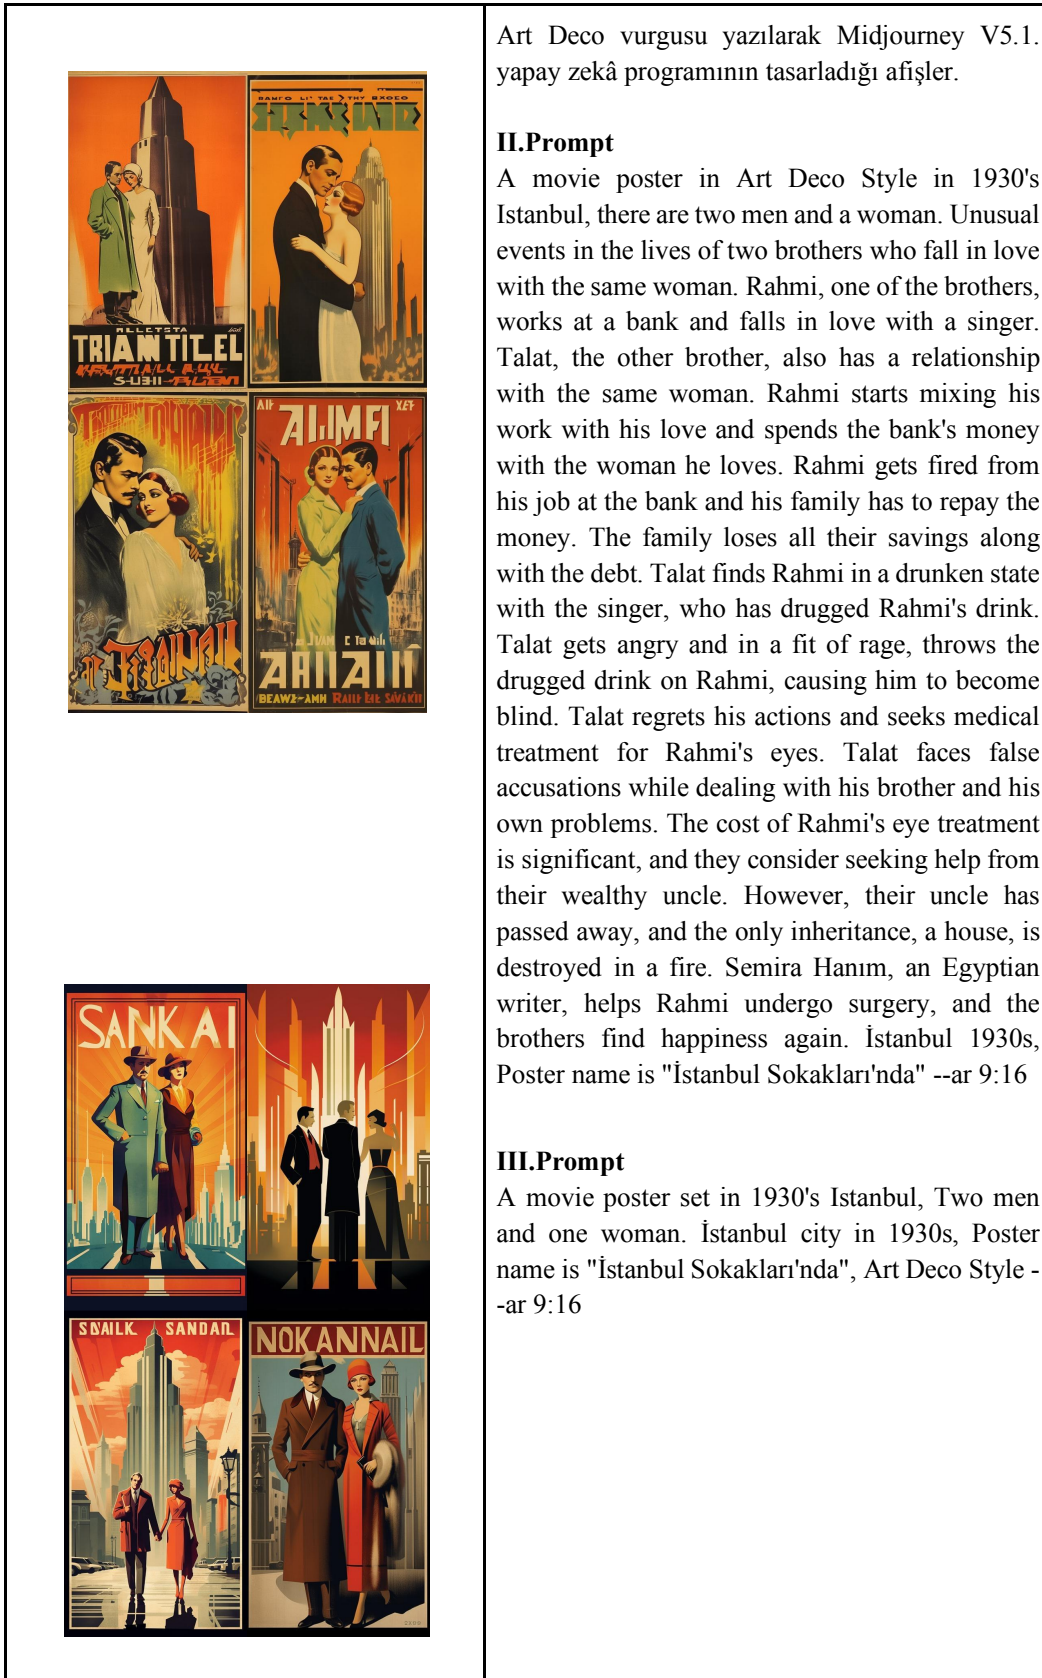 Art Deco vurgusu yazılarak Midjourney V5.1.
yapay zekâ programının tasarladığı afişler.
II.Prompt
A movie poster in Art Deco Style in 1930's
Istanbul, there are two men and a woman. Unusual
events in the lives of two brothers who fall in love
with the same woman. Rahmi, one of the brothers,
works at a bank and falls in love with a singer.
Talat, the other brother, also has a relationship
with the same woman. Rahmi starts mixing his
work with his love and spends the bank's money
with the woman he loves. Rahmi gets fired from
his job at the bank and his family has to repay the
money. The family loses all their savings along
with the debt. Talat finds Rahmi in a drunken state
with the singer, who has drugged Rahmi's drink.
Talat gets angry and in a fit of rage, throws the
drugged drink on Rahmi, causing him to become
blind. Talat regrets his actions and seeks medical
treatment for Rahmi's eyes. Talat faces false
accusations while dealing with his brother and his
own problems. The cost of Rahmi's eye treatment
is significant, and they consider seeking help from
their wealthy uncle. However, their uncle has
passed away, and the only inheritance, a house, is
destroyed in a fire. Semira Hanım, an Egyptian
writer, helps Rahmi undergo surgery, and the
brothers find happiness again. İstanbul 1930s,
Poster name is "İstanbul Sokakları'nda" --ar 9:16
III.Prompt
A movie poster set in 1930's Istanbul, Two men
and one woman. İstanbul city in 1930s, Poster
name is "İstanbul Sokakları'nda", Art Deco Style -
-ar 9:16
TRIAN TITLEL
SANKAI
SNAILK SANDAR
NOKANNAIL